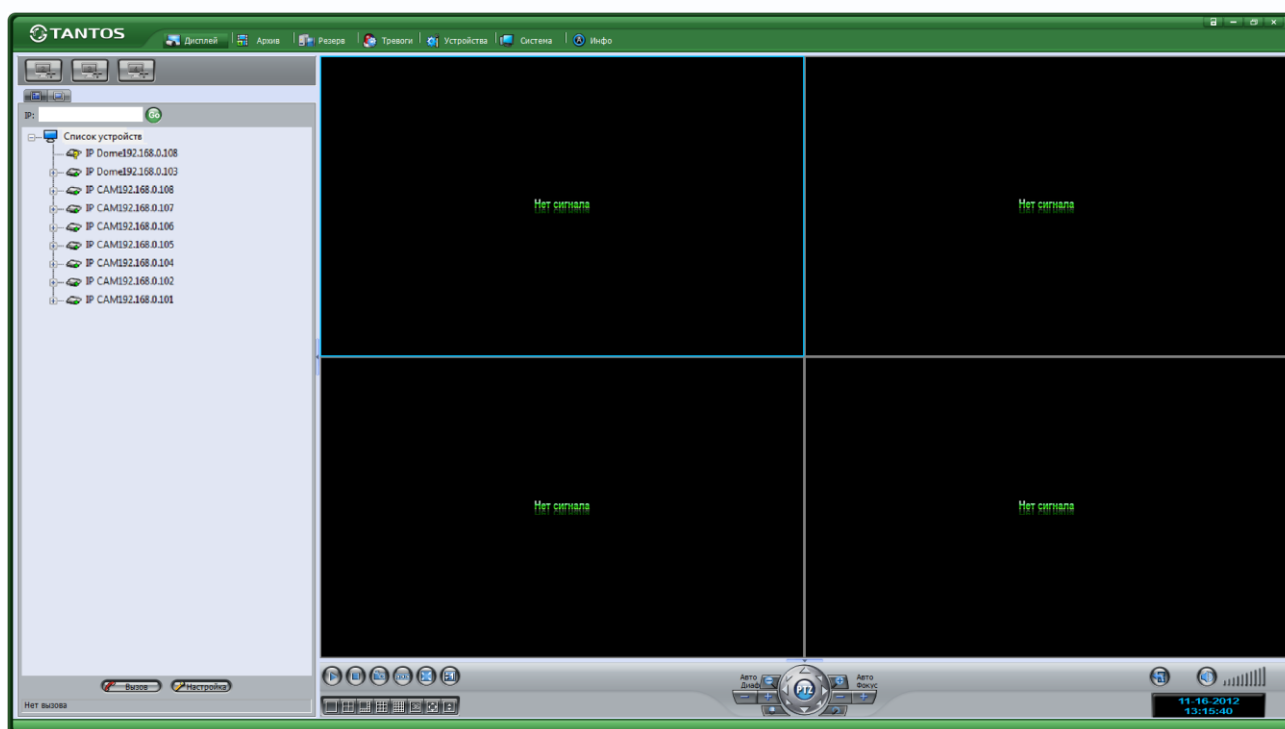 TANTOS
Дисплей Архив Резерв Тревоги Устройства Система Инфо
IP: Go
Список устройств
IP Dome192.168.0.108
IP Dome192.168.0.103
IP CAM192.168.0.108
IP CAM192.168.0.107
IP CAM192.168.0.106
IP CAM192.168.0.105
IP CAM192.168.0.104
IP CAM192.168.0.102
IP CAM192.168.0.101
Нет сигнала
Нет сигнала
Нет сигнала
Нет сигнала
Вызов Настройка
Нет вызова
Авто
Диаф
PTZ
Авто
Фокус
11-16-2012
13:15:40